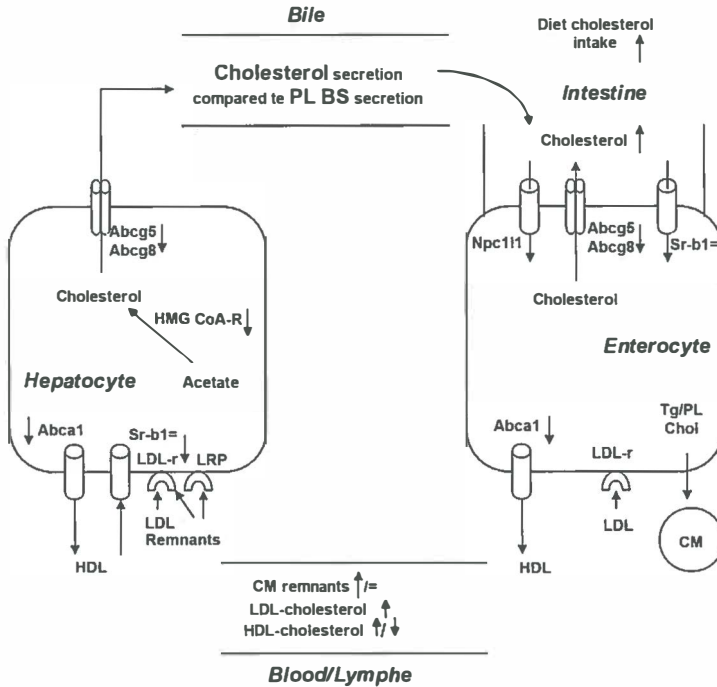 Bile
Cholesterol secretion
compared te PL BS secretion
Diet cholesterol
intake
Intestine
Cholesterol
Abcg5
Abcg8
Cholesterol
HMG CoA-R
Acetate
Hepatocyte
Abca1
Sr-b1=
LDL-r
LRP
LDL
Remnants
HDL
Npc1l1
Abcg5
Abcg8
Sr-b1=
Cholesterol
Enterocyte
Abca1
LDL-r
Tg/PL
Chol
HDL
LDL
CM
CM remnants /=
LDL-cholesterol
HDL-cholesterol /
Blood/Lymphe